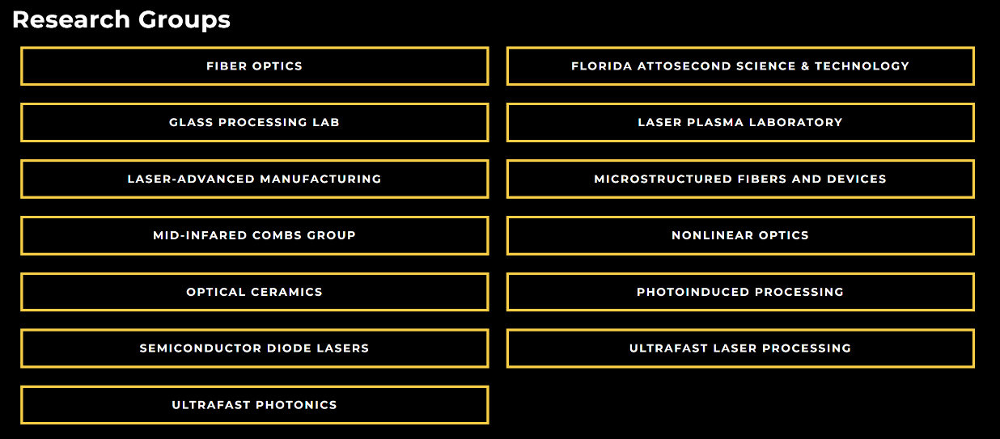 Research Groups
FIBER OPTICS
FLORIDA ATTOSECOND SCIENCE & TECHNOLOGY
GLASS PROCESSING LAB
LASER PLASMA LABORATORY
LASER-ADVANCED MANUFACTURING
MICROSTRUCTURED FIBERS AND DEVICES
MID-INFARED COMBS GROUP
NONLINEAR OPTICS
OPTICAL CERAMICS
PHOTOINDUCED PROCESSING
SEMICONDUCTOR DIODE LASERS
ULTRAFAST LASER PROCESSING
ULTRAFAST PHOTONICS